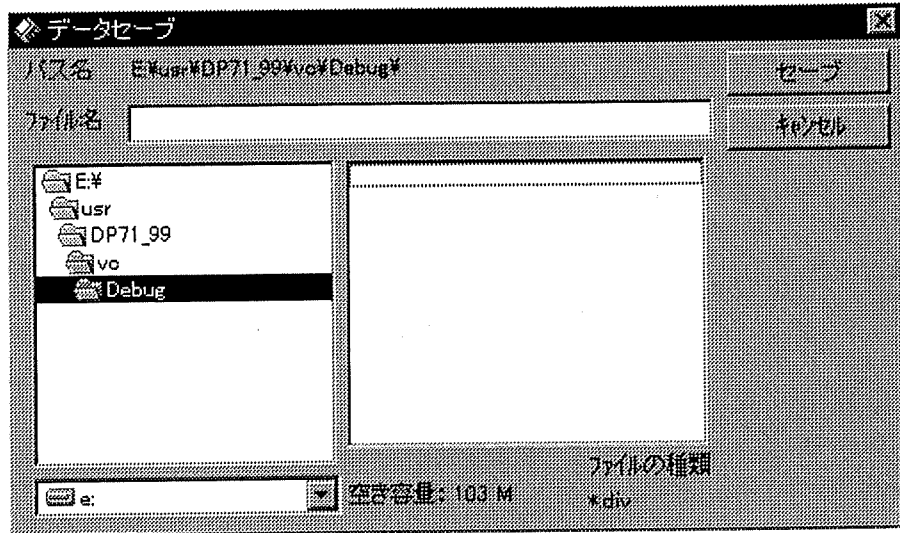 データセーブ
パス名 E:¥usr¥DP71_99¥vo¥Debug¥
セーブ
ファイル名
キャンセル
E:¥
usr
DP71_99
vo
Debug
ファイルの種類
e:
空き容量: 103 M
*.div